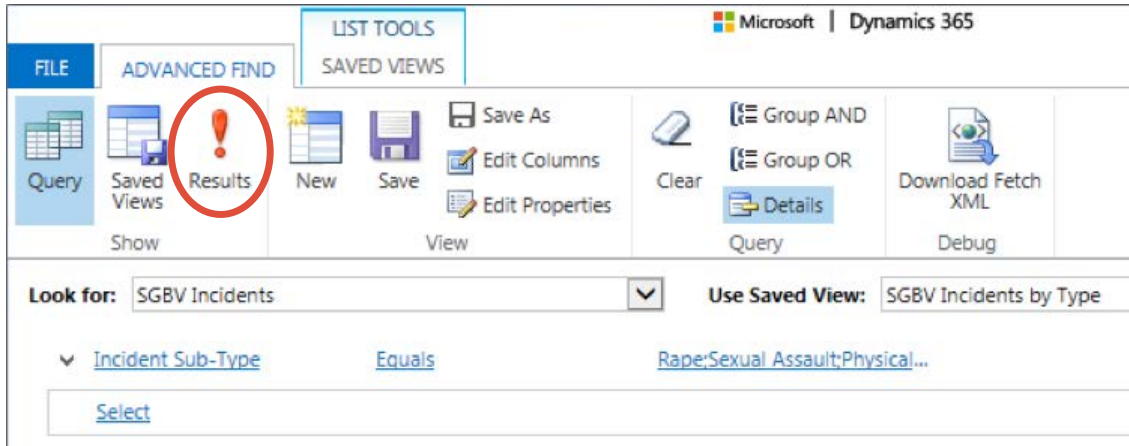 LIST TOOLS
Microsoft | Dynamics 365
FILE
ADVANCED FIND
SAVED VIEWS
Query
Saved Views
Results
New
Save
Save As
Edit Columns
Edit Properties
Clear
Group AND
Group OR
Details
Download Fetch XML
Show
View
Query
Debug
Look for: SGBV Incidents
Use Saved View: SGBV Incidents by Type
Incident Sub-Type Equals Rape;Sexual Assault;Physical...
Select